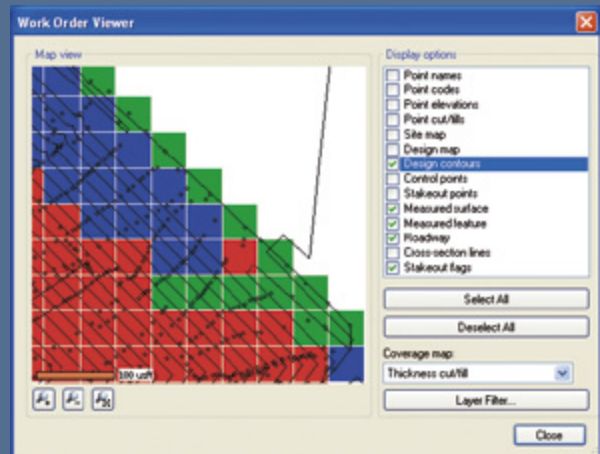 Work Order Viewer
Map view
100 usft
Display options
Point names
Point codes
Point elevations
Point cut/fills
Site map
Design map
Design contours
Control points
Stakeout points
Measured surface
Measured feature
Roadway
Cross-section lines
Stakeout flags
Select All
Deselect All
Coverage map:
Thickness cut/fill
Layer Filter...
Close